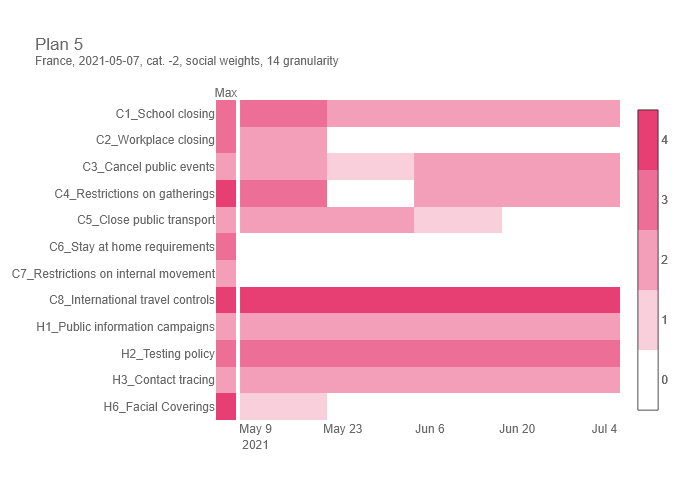 Plan 5
France, 2021-05-07, cat. -2, social weights, 14 granularity
Max
C1_School closing
C2_Workplace closing
C3_Cancel public events
C4_Restrictions on gatherings
C5_Close public transport
C6_Stay at home requirements
C7_Restrictions on internal movement
C8_International travel controls
H1_Public information campaigns
H2_Testing policy
H3_Contact tracing
H6_Facial Coverings
May 9 May 23 Jun 6 Jun 20 Jul 4
2021
4
3
2
1
0